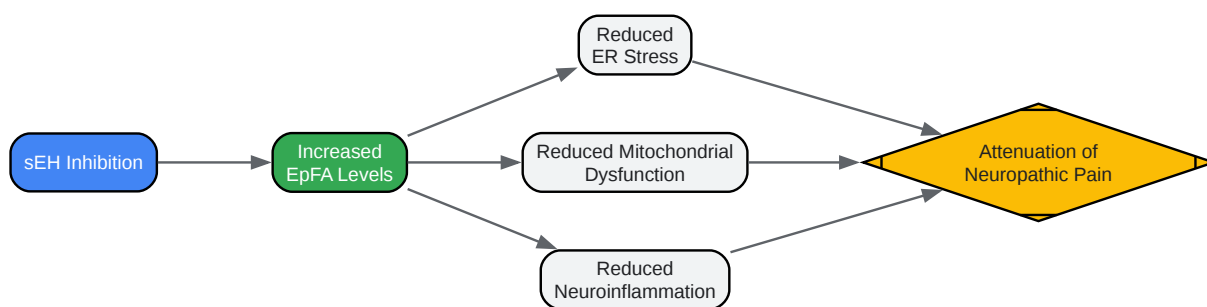 sEH Inhibition
Increased
EpFA Levels
Reduced
ER Stress
Reduced Mitochondrial
Dysfunction
Reduced
Neuroinflammation
Attenuation of
Neuropathic Pain